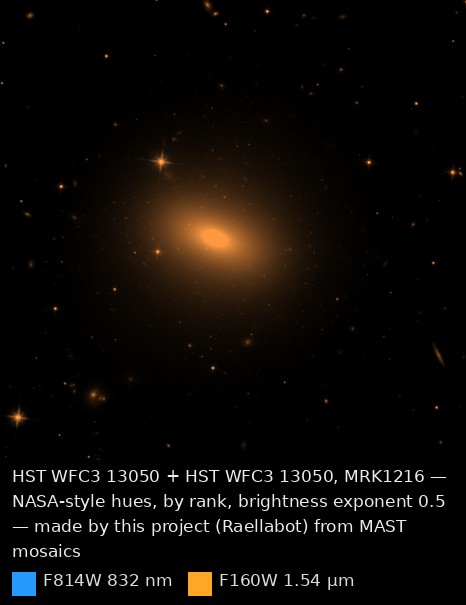 HST WFC3 13050 + HST WFC3 13050, MRK1216 —
NASA-style hues, by rank, brightness exponent 0.5
— made by this project (Raellabot) from MAST
mosaics
F814W 832 nm F160W 1.54 µm